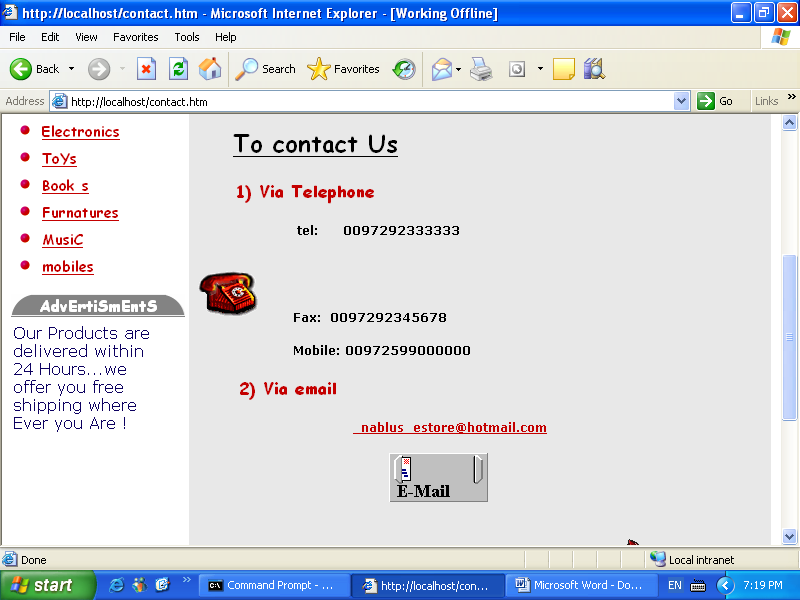 http://localhost/contact.htm - Microsoft Internet Explorer - [Working Offline]
File Edit View Favorites Tools Help
Back Search Favorites
Address http://localhost/contact.htm Go Links »
Electronics
ToYs
Book s
Furnatures
MusiC
mobiles
AdvErtiSmEntS
Our Products are
delivered within
24 Hours...we
offer you free
shipping where
Ever you Are !
To contact Us
1) Via Telephone
tel: 0097292333333
Fax: 0097292345678
Mobile: 00972599000000
2) Via email
_nablus_estore@hotmail.com
E-Mail
Done Local intranet
start » Command Prompt - ... http://localhost/con... Microsoft Word - Do... EN 7:19 PM